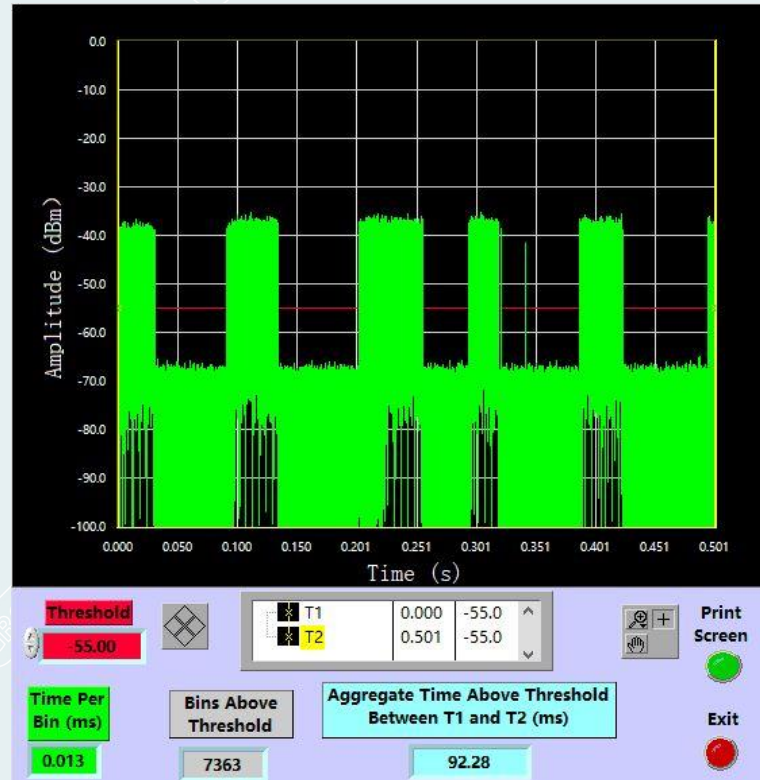 0.0
-10.0
-20.0
-30.0
-40.0
-50.0
-60.0
-70.0
-80.0
-90.0
-100.0
Amplitude (dBm)
0.000 0.050 0.100 0.150 0.201 0.251 0.301 0.351 0.401 0.451 0.501
Time (s)
Threshold
-55.00
T1 0.000 -55.0
T2 0.501 -55.0
Print
Screen
Time Per
Bin (ms)
0.013
Bins Above
Threshold
7363
Aggregate Time Above Threshold
Between T1 and T2 (ms)
92.28
Exit